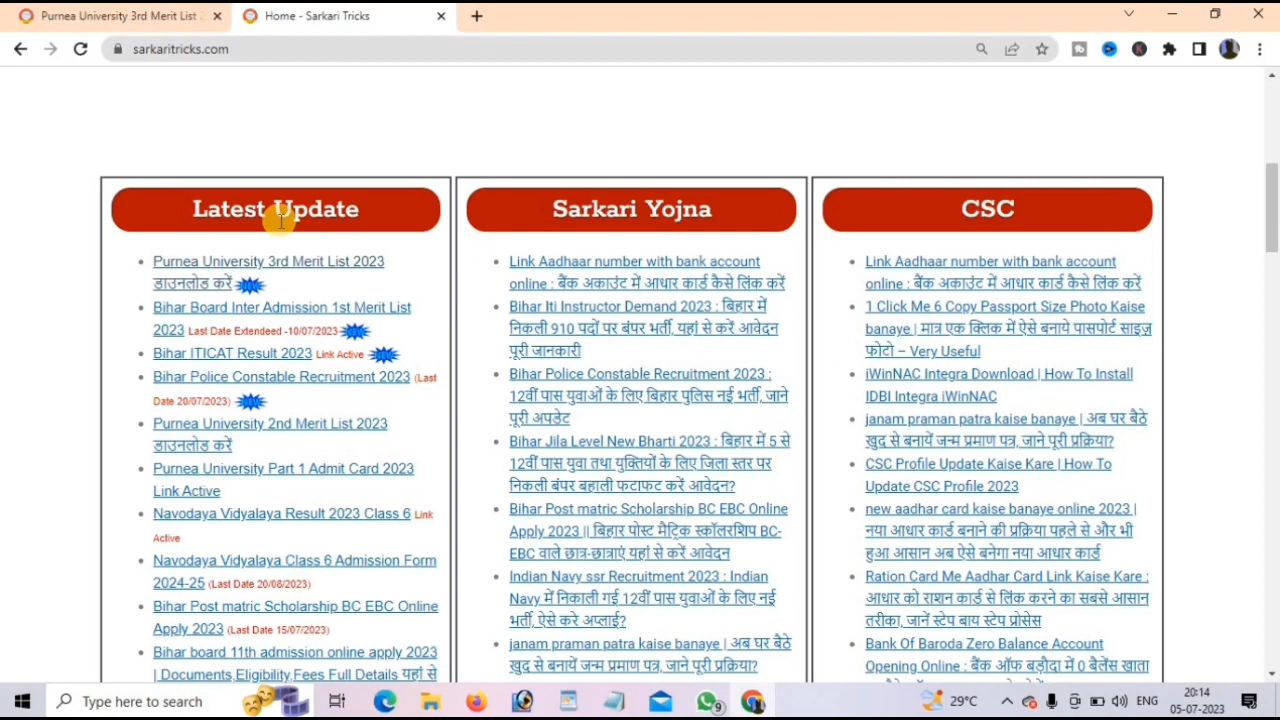 Purnea University 3rd Merit List 2
Home - Sarkari Tricks
sarkaritricks.com
Latest Update
Purnea University 3rd Merit List 2023
डाउनलोड करें
Bihar Board Inter Admission 1st Merit List
2023 Last Date Extendeed -10/07/2023
Bihar ITICAT Result 2023 Link Active
Bihar Police Constable Recruitment 2023 (Last
Date 20/07/2023)
Purnea University 2nd Merit List 2023
डाउनलोड करें
Purnea University Part 1 Admit Card 2023
Link Active
Navodaya Vidyalaya Result 2023 Class 6 Link
Active
Navodaya Vidyalaya Class 6 Admission Form
2024-25 (Last Date 20/08/2023)
Bihar Post matric Scholarship BC EBC Online
Apply 2023 (Last Date 15/07/2023)
Bihar board 11th admission online apply 2023
| Documents,Eligibility,Fees Full Details यहां से
Sarkari Yojna
Link Aadhaar number with bank account
online : बैंक अकाउंट में आधार कार्ड कैसे लिंक करें
Bihar Iti Instructor Demand 2023 : बिहार में
निकली 910 पदों पर बंपर भर्ती, यहां से करें आवेदन
पूरी जानकारी
Bihar Police Constable Recruitment 2023 :
12वीं पास युवाओं के लिए बिहार पुलिस नई भर्ती, जाने
पूरी अपडेट
Bihar Jila Level New Bharti 2023 : बिहार में 5 से
12वीं पास युवा तथा युक्तियों के लिए जिला स्तर पर
निकली बंपर बहाली फटाफट करें आवेदन?
Bihar Post matric Scholarship BC EBC Online
Apply 2023 || बिहार पोस्ट मैट्रिक स्कॉलरशिप BC-
EBC वाले छात्र-छात्राएं यहां से करें आवेदन
Indian Navy ssr Recruitment 2023 : Indian
Navy में निकाली गई 12वीं पास युवाओं के लिए नई
भर्ती, ऐसे करे अप्लाई?
janam praman patra kaise banaye | अब घर बैठे
खुद से बनायें जन्म प्रमाण पत्र, जाने पूरी प्रक्रिया?
CSC
Link Aadhaar number with bank account
online : बैंक अकाउंट में आधार कार्ड कैसे लिंक करें
1 Click Me 6 Copy Passport Size Photo Kaise
banaye | मात्र एक क्लिक में ऐसे बनाये पासपोर्ट साइज़
फोटो – Very Useful
iWinNAC Integra Download | How To Install
IDBI Integra iWinNAC
janam praman patra kaise banaye | अब घर बैठे
खुद से बनायें जन्म प्रमाण पत्र, जाने पूरी प्रक्रिया?
CSC Profile Update Kaise Kare | How To
Update CSC Profile 2023
new aadhar card kaise banaye online 2023 |
नया आधार कार्ड बनाने की प्रक्रिया पहले से और भी
हुआ आसान अब ऐसे बनेगा नया आधार कार्ड
Ration Card Me Aadhar Card Link Kaise Kare :
आधार को राशन कार्ड से लिंक करने का सबसे आसान
तरीका, जानें स्टेप बाय स्टेप प्रोसेस
Bank Of Baroda Zero Balance Account
Opening Online : बैंक ऑफ बड़ौदा में 0 बैलेंस खाता
Type here to search
9
29°C
ENG
20:14
05-07-2023